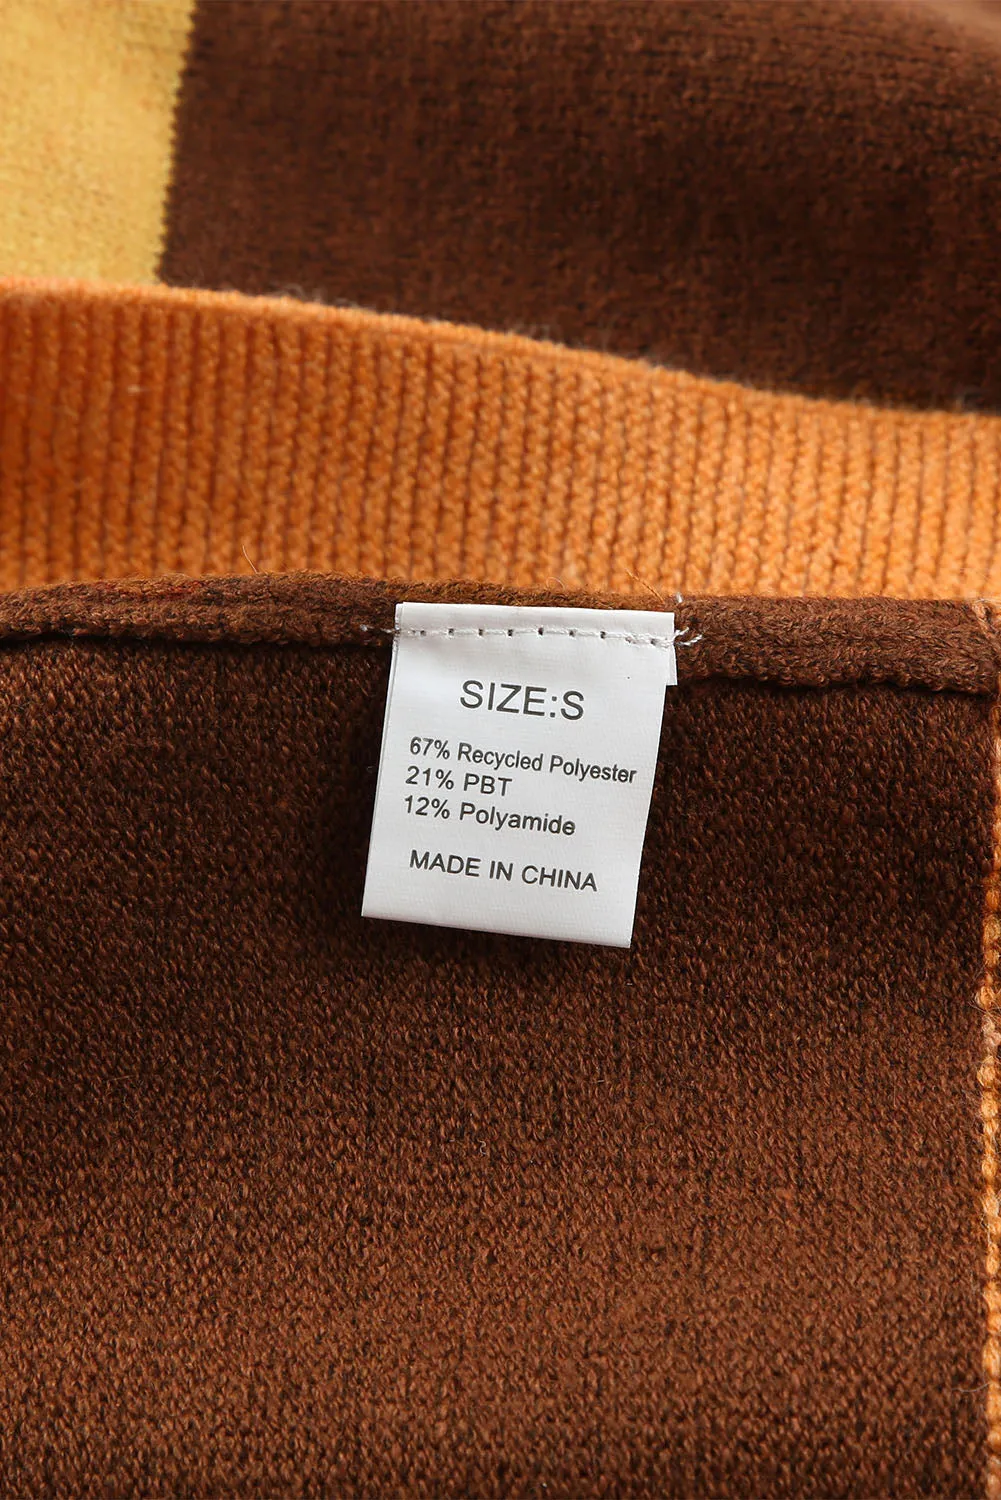 SIZE:S
67% Recycled Polyester
21% PBT
12% Polyamide
MADE IN CHINA